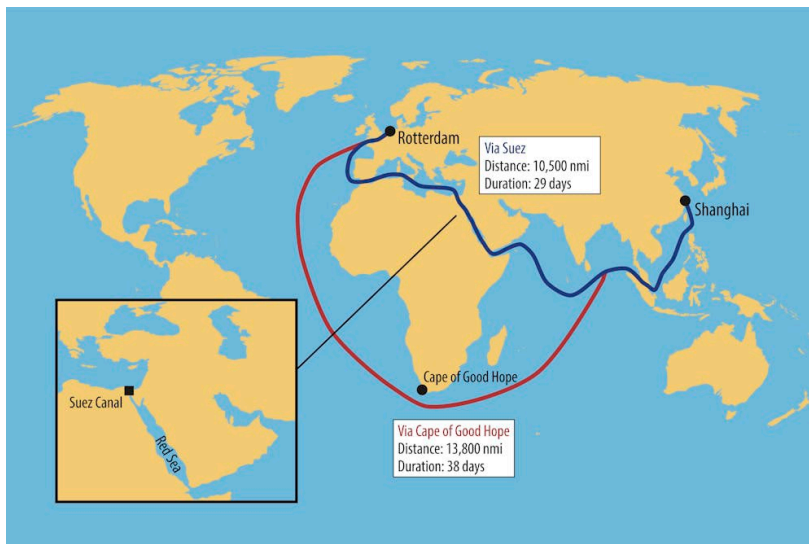 Rotterdam
Via Suez
Distance: 10,500 nmi
Duration: 29 days
Shanghai
Cape of Good Hope
Suez Canal
Red Sea
Via Cape of Good Hope
Distance: 13,800 nmi
Duration: 38 days